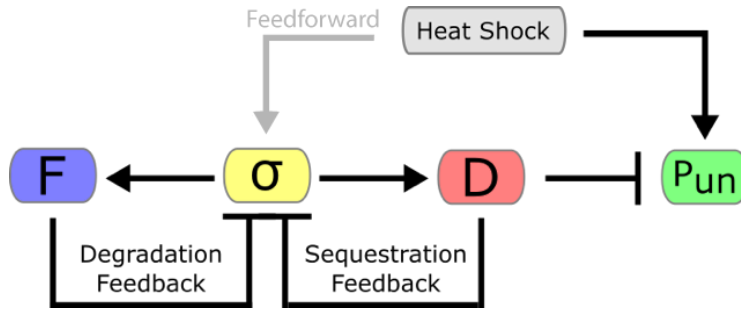 Feedforward
Heat Shock
F
σ
D
Pun
Degradation
Feedback
Sequestration
Feedback